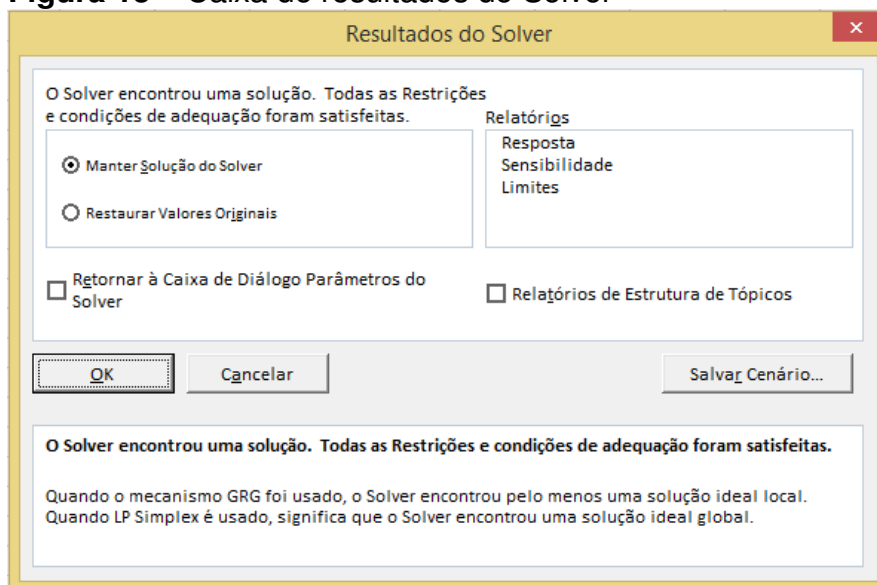 Figura 15 – Caixa de resultados do Solver
Resultados do Solver
O Solver encontrou uma solução. Todas as Restrições
e condições de adequação foram satisfeitas.
Relatórios
Manter Solução do Solver
Restaurar Valores Originais
Resposta
Sensibilidade
Limites
Retornar à Caixa de Diálogo Parâmetros do
Solver
Relatórios de Estrutura de Tópicos
OK
Cancelar
Salvar Cenário...
O Solver encontrou uma solução. Todas as Restrições e condições de adequação foram satisfeitas.
Quando o mecanismo GRG foi usado, o Solver encontrou pelo menos uma solução ideal local.
Quando LP Simplex é usado, significa que o Solver encontrou uma solução ideal global.